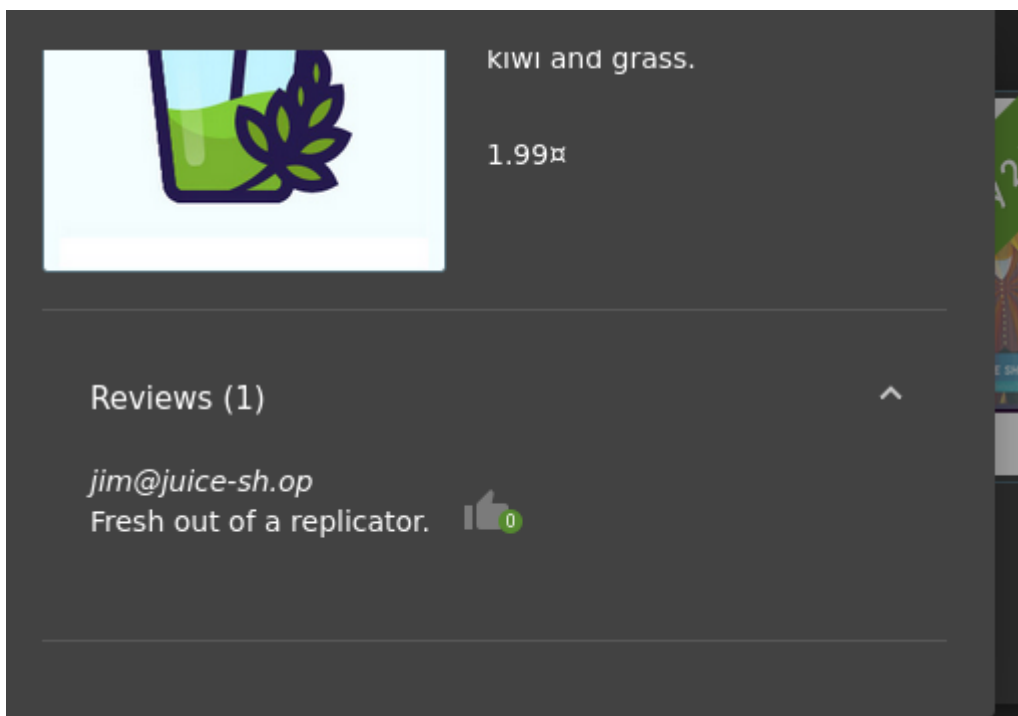 kiwi and grass.
1.99¤
Reviews (1)
jim@juice-sh.op
Fresh out of a replicator.
0